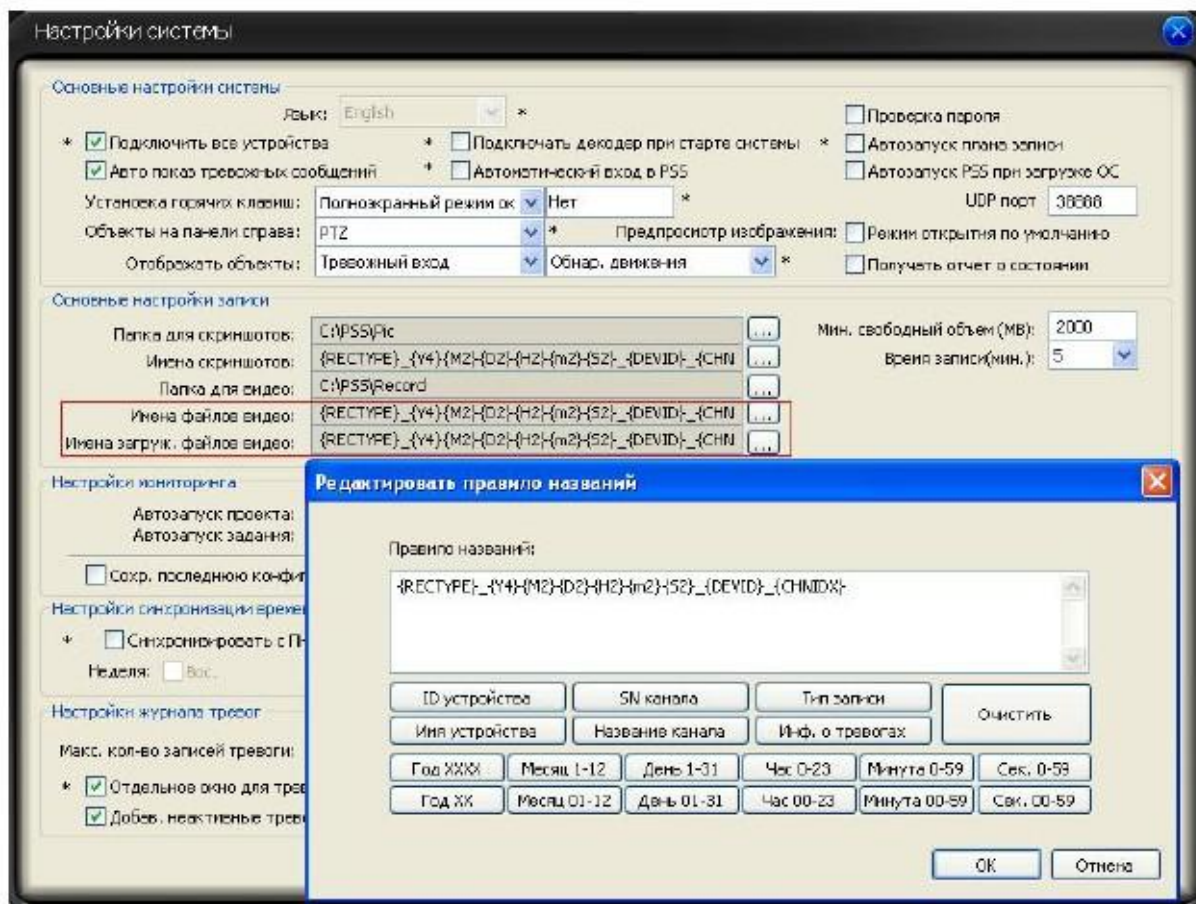 Настройки системы
Основные настройки системы
Язык: English *
Проверка пароля
* Подключить все устройства * Подключать декодер при старте системы * Автозапуск плана записи
Авто показ тревожных сообщений * Автоматический вход в PSS Автозапуск PSS при загрузке ОС
Установка горячих клавиш: Полноэкранный режим ок Нет * UDP порт 38888
Объекты на панели справа: PTZ * Предпросмотр изображения: Режим открытия по умолчанию
Отображать объекты: Тревожный вход Обнар. движения * Получать отчет о состоянии
Основные настройки записи
Папка для скриншотов: C:\PSS\Pic ... Мин. свободный объем (MB): 2000
Имена скриншотов: {RECTYPE}_{Y4}{M2}{D2}{H2}{m2}{S2}_{DEVID}_{CHN ... Время записи(мин.): 5
Папка для видео: C:\PSS\Record ...
Имена файлов видео: {RECTYPE}_{Y4}{M2}{D2}{H2}{m2}{S2}_{DEVID}_{CHN ...
Имена загруж. файлов видео: {RECTYPE}_{Y4}{M2}{D2}{H2}{m2}{S2}_{DEVID}_{CHN ...
Настройки мониторинга
Автозапуск проекта:
Автозапуск задания:
Сохр. последнюю конфиг
Настройки синхронизации времен
* Синхронизировать с П
Неделя: Вос.
Настройки журнала тревог
Макс. кол-во записей тревоги:
* Отдельное окно для трев
Добав. неактивные трево
Редактировать правило названий
Правило названий:
{RECTYPE}_{Y4}{M2}{D2}{H2}{m2}{S2}_{DEVID}_{CHNIDX}
ID устройства SN канала Тип записи Очистить
Имя устройства Название канала Инф. о тревогах
Год XXXX Месяц 1-12 День 1-31 Час 0-23 Минута 0-59 Сек. 0-59
Год XX Месяц 01-12 День 01-31 Час 00-23 Минута 00-59 Сек. 00-59
OK Отмена